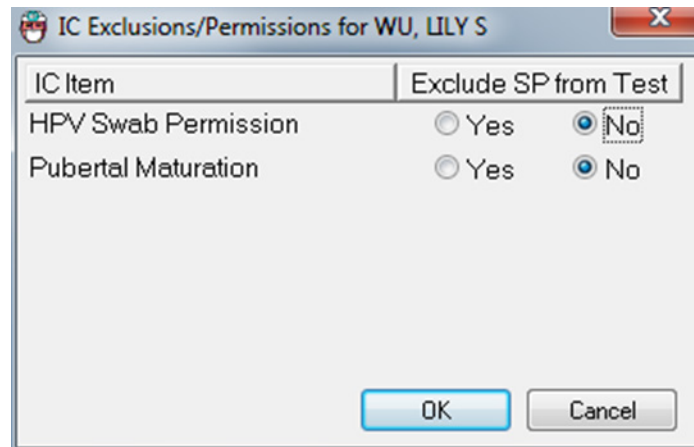 IC Exclusions/Permissions for WU, LILY S
IC Item Exclude SP from Test
HPV Swab Permission Yes No
Pubertal Maturation Yes No
OK Cancel